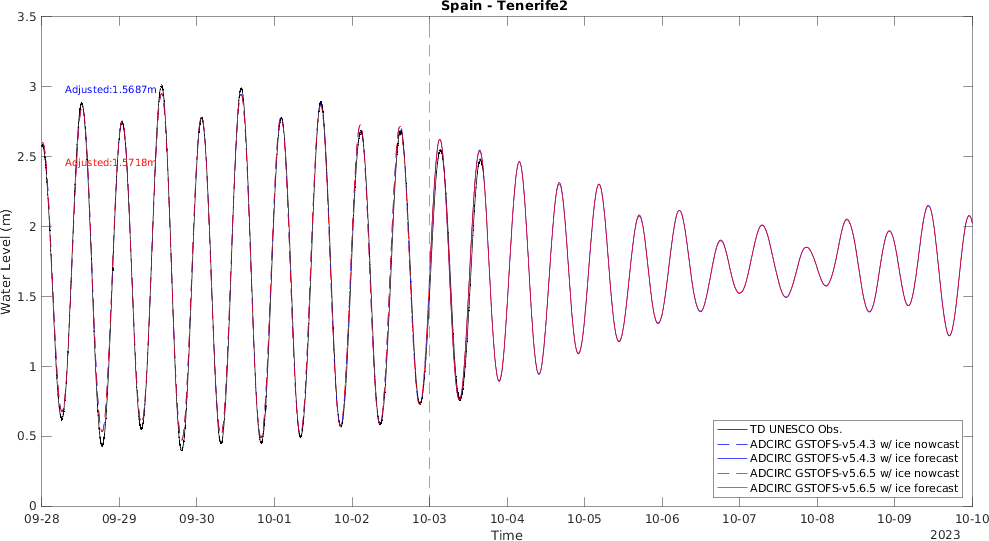 Spain - Tenerife2
3.5
3
2.5
2
1.5
1
0.5
0
Water Level (m)
Adjusted:1.5687m
Adjusted:1.5718m
TD UNESCO Obs.
ADCIRC GSTOFS-v5.4.3 w/ ice nowcast
ADCIRC GSTOFS-v5.4.3 w/ ice forecast
ADCIRC GSTOFS-v5.6.5 w/ ice nowcast
ADCIRC GSTOFS-v5.6.5 w/ ice forecast
09-28 09-29 09-30 10-01 10-02 10-03 10-04 10-05 10-06 10-07 10-08 10-09 10-10
Time
2023